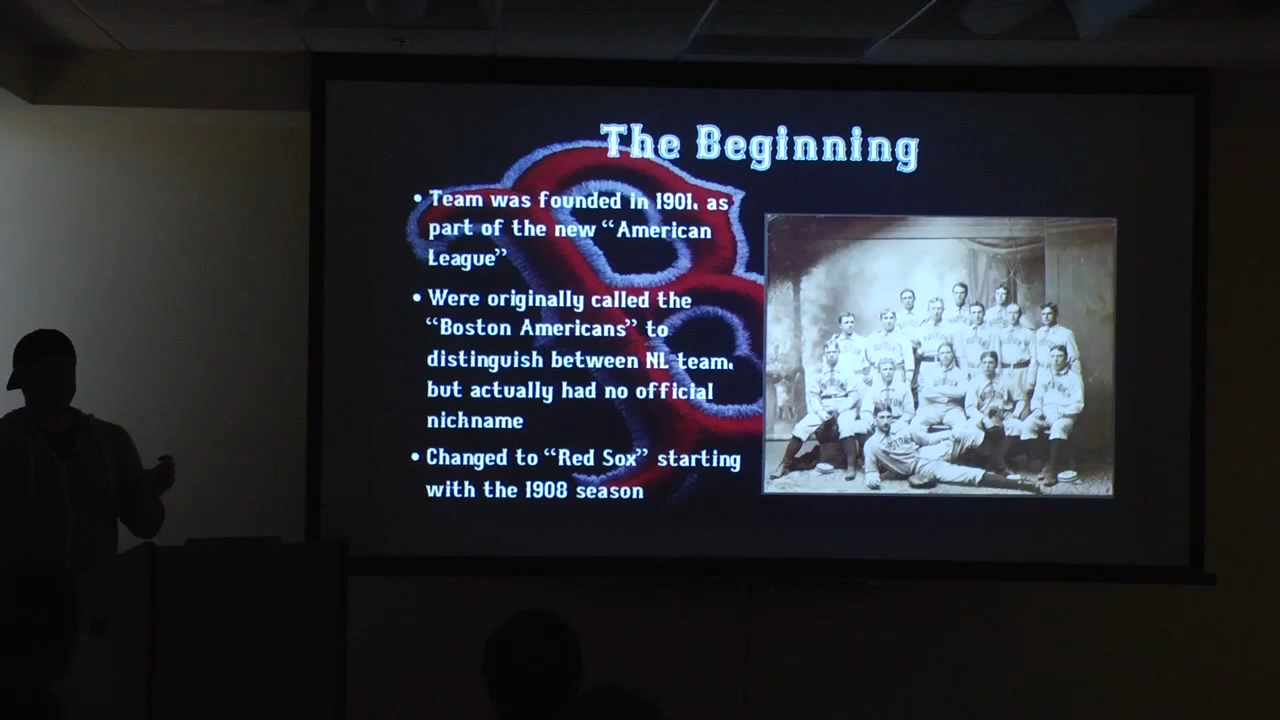 The Beginning
• Team was founded in 1901, as
part of the new “American
League”
• Were originally called the
“Boston Americans” to
distinguish between NL team,
but actually had no official
nickname
• Changed to “Red Sox” starting
with the 1908 season